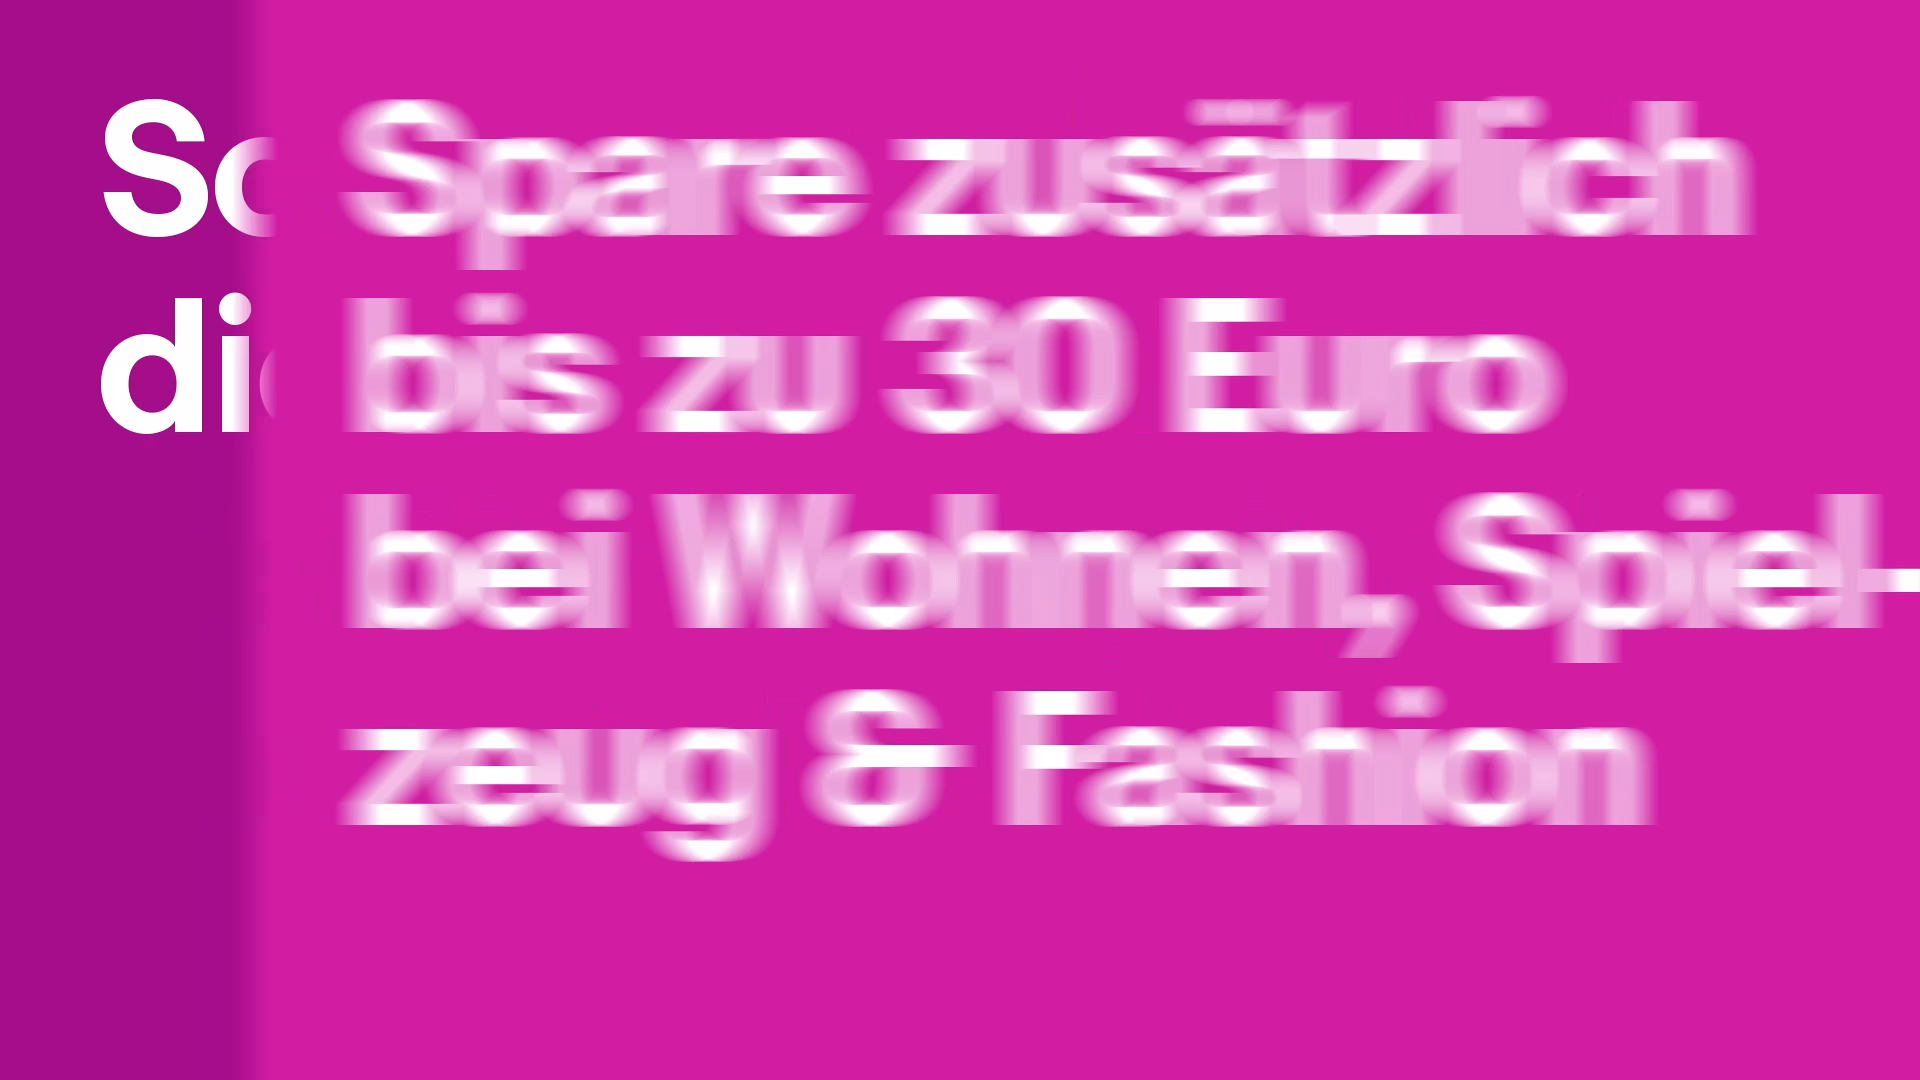 Spare zusätzlich
bis zu 30 Euro
bei Wohnen, Spiel-
zeug & Fashion